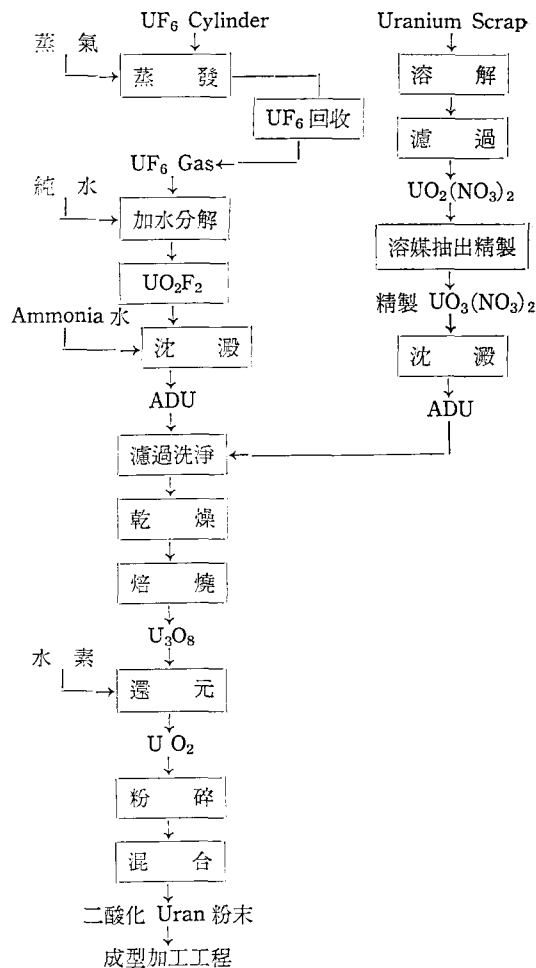 UF₆ Cylinder
蒸 氣
蒸 發
UF₆ 回收
UF₆ Gas
純 水
加水分解
UO₂F₂
Ammonia 水
沈 澱
ADU
濾過洗淨
乾 燥
焙 燒
U₃O₈
水 素
還 元
U O₂
粉 碎
混 台
二酸化 Uran 粉末
成型加工工程
Uranium Scrap
溶 解
濾 過
UO₂(NO₃)₂
溶媒抽出精製
精製 UO₃(NO₃)₂
沈 澱
ADU